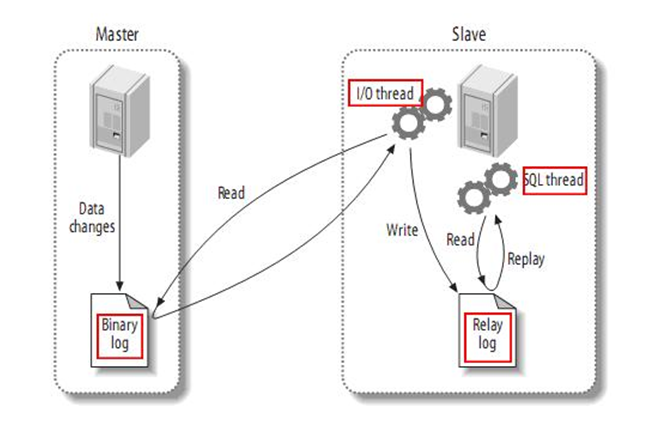 Master
Slave
I/O thread
SQL thread
Read
Data
changes
Write
Read
Replay
Binary
log
Relay
log